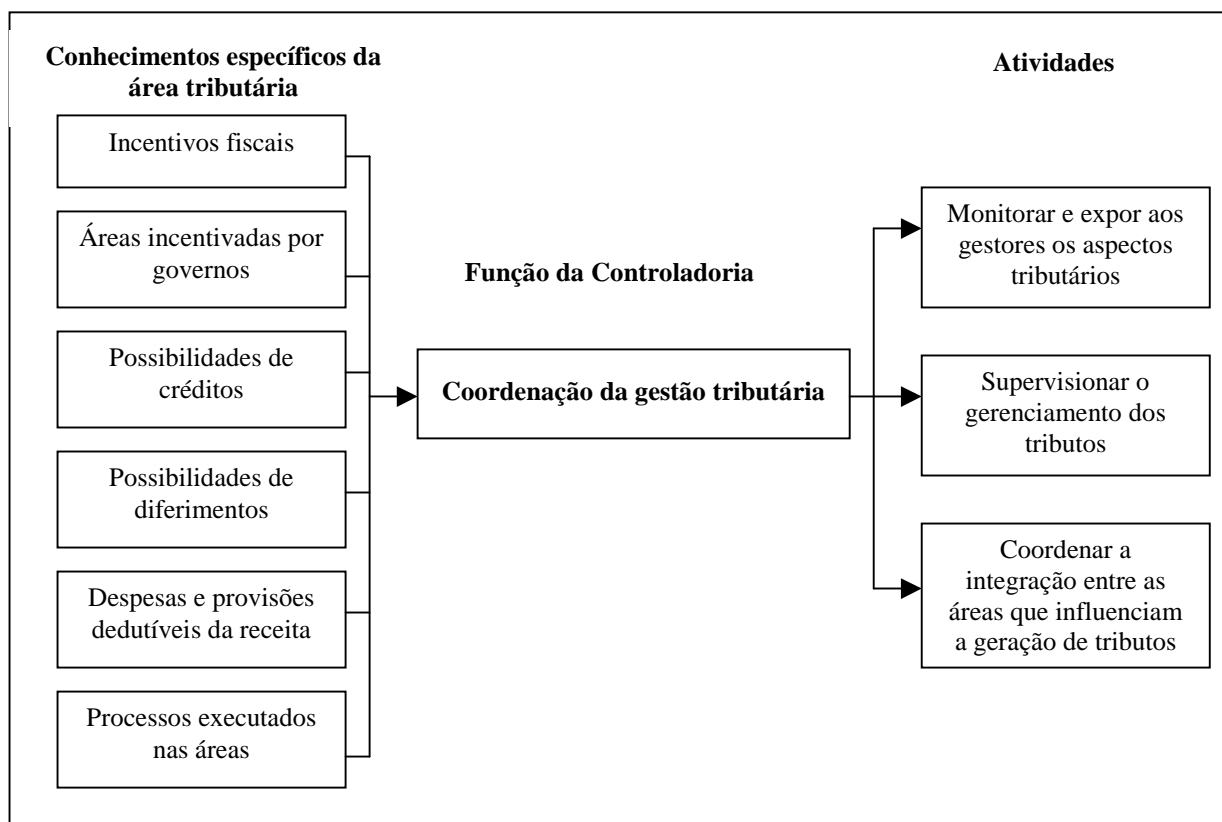 Conhecimentos específicos da
área tributária
Incentivos fiscais
Áreas incentivadas por
governos
Possibilidades de
créditos
Possibilidades de
diferimentos
Despesas e provisões
dedutíveis da receita
Processos executados
nas áreas
Função da Controladoria
Coordenação da gestão tributária
Atividades
Monitorar e expor aos
gestores os aspectos
tributários
Supervisionar o
gerenciamento dos
tributos
Coordenar a
integração entre as
áreas que influenciam
a geração de tributos